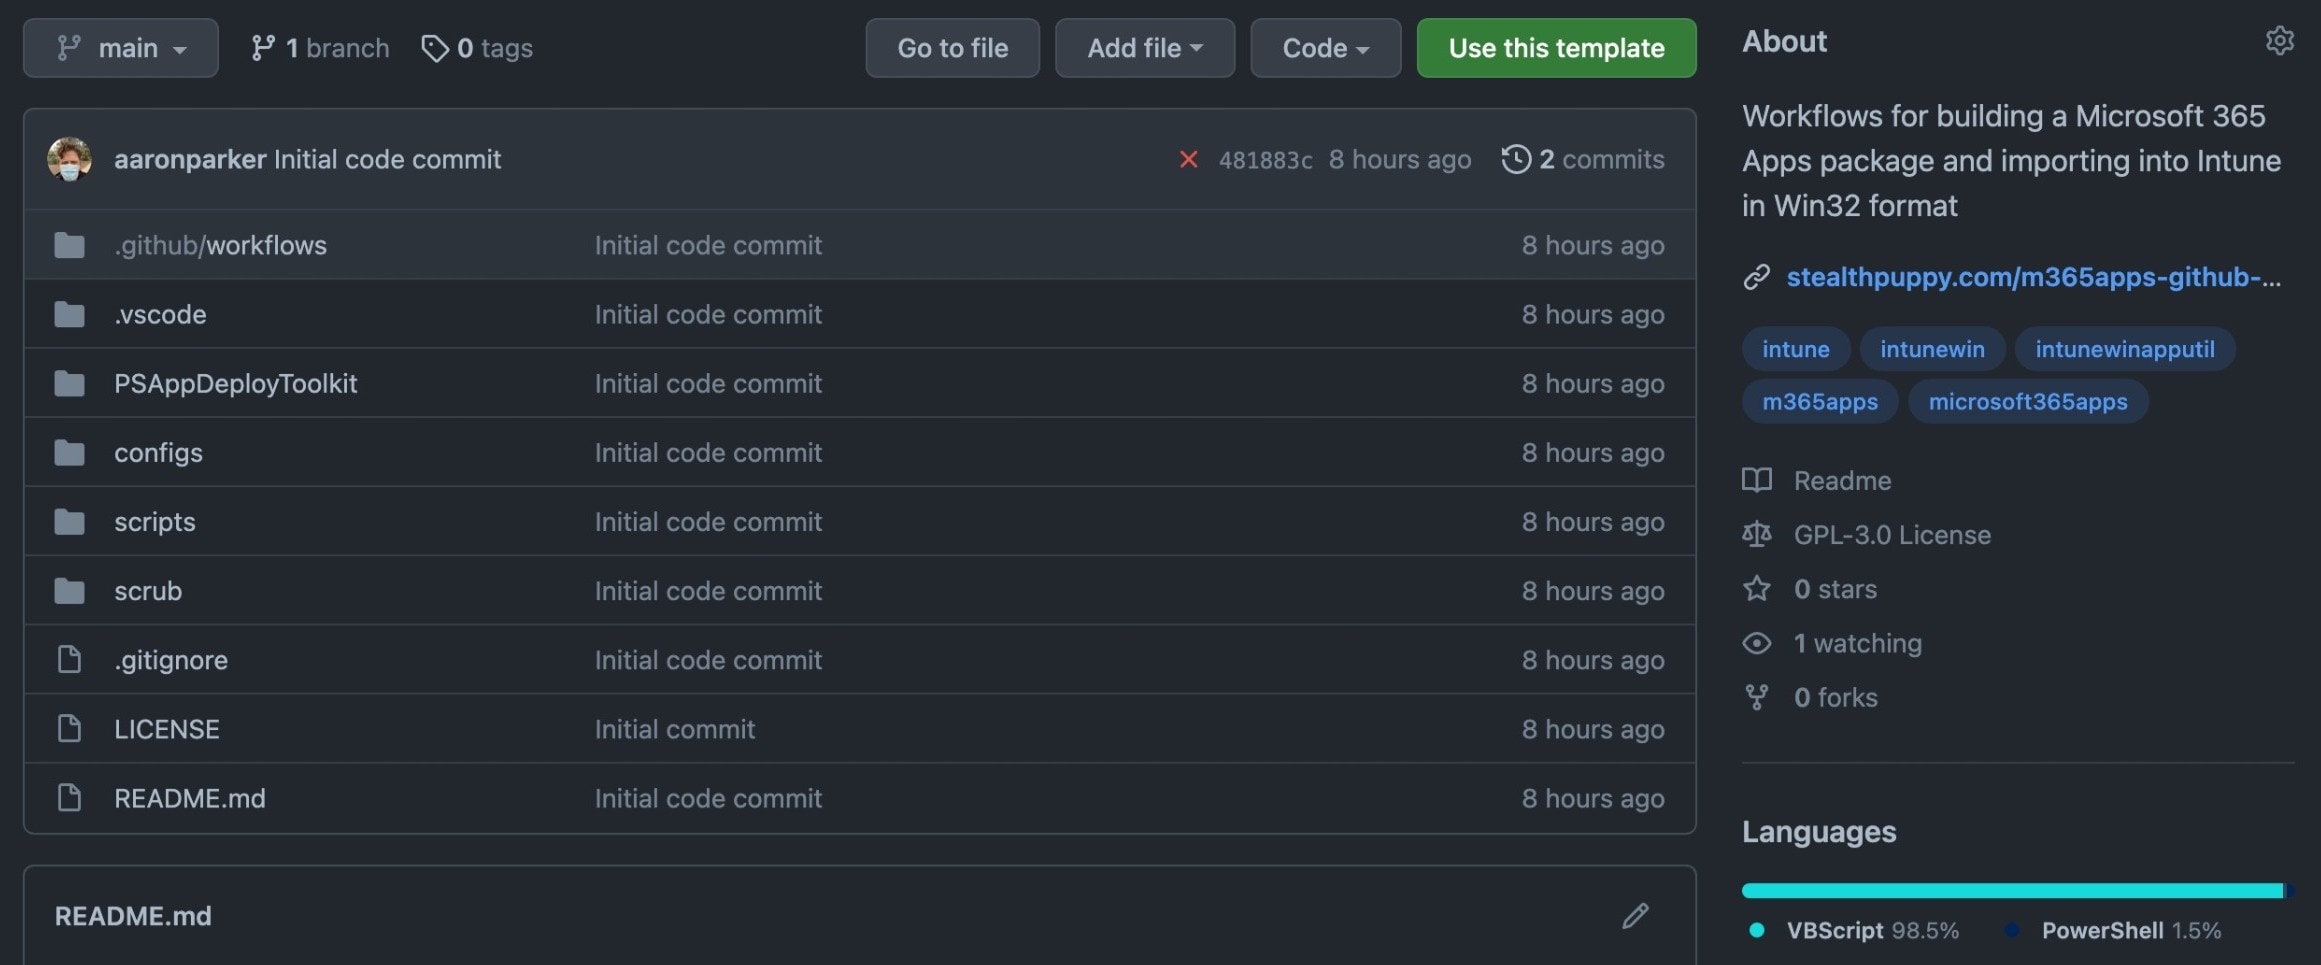 main 1 branch 0 tags Go to file Add file Code Use this template
aaronparker Initial code commit 481883c 8 hours ago 2 commits
.github/workflows Initial code commit 8 hours ago
.vscode Initial code commit 8 hours ago
PSAppDeployToolkit Initial code commit 8 hours ago
configs Initial code commit 8 hours ago
scripts Initial code commit 8 hours ago
scrub Initial code commit 8 hours ago
.gitignore Initial code commit 8 hours ago
LICENSE Initial commit 8 hours ago
README.md Initial code commit 8 hours ago
README.md
About
Workflows for building a Microsoft 365
Apps package and importing into Intune
in Win32 format
stealthpuppy.com/m365apps-github-...
intune intunewin intunewinapputil
m365apps microsoft365apps
Readme
GPL-3.0 License
0 stars
1 watching
0 forks
Languages
VBScript 98.5% PowerShell 1.5%